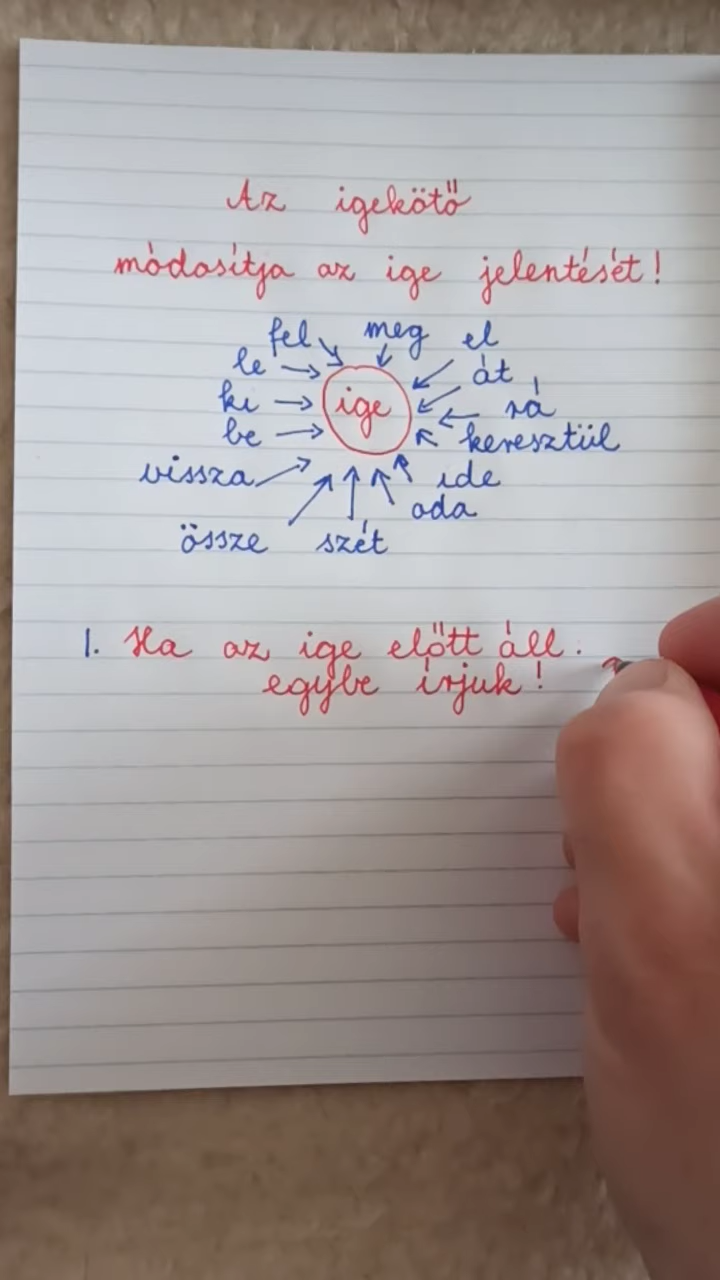 Az igekötő
módosítja az ige jelentését!
fel meg el
le át
ki ige rá
be keresztül
vissza ide
oda
össze szét
1. Ha az ige előtt áll:
egybe írjuk!